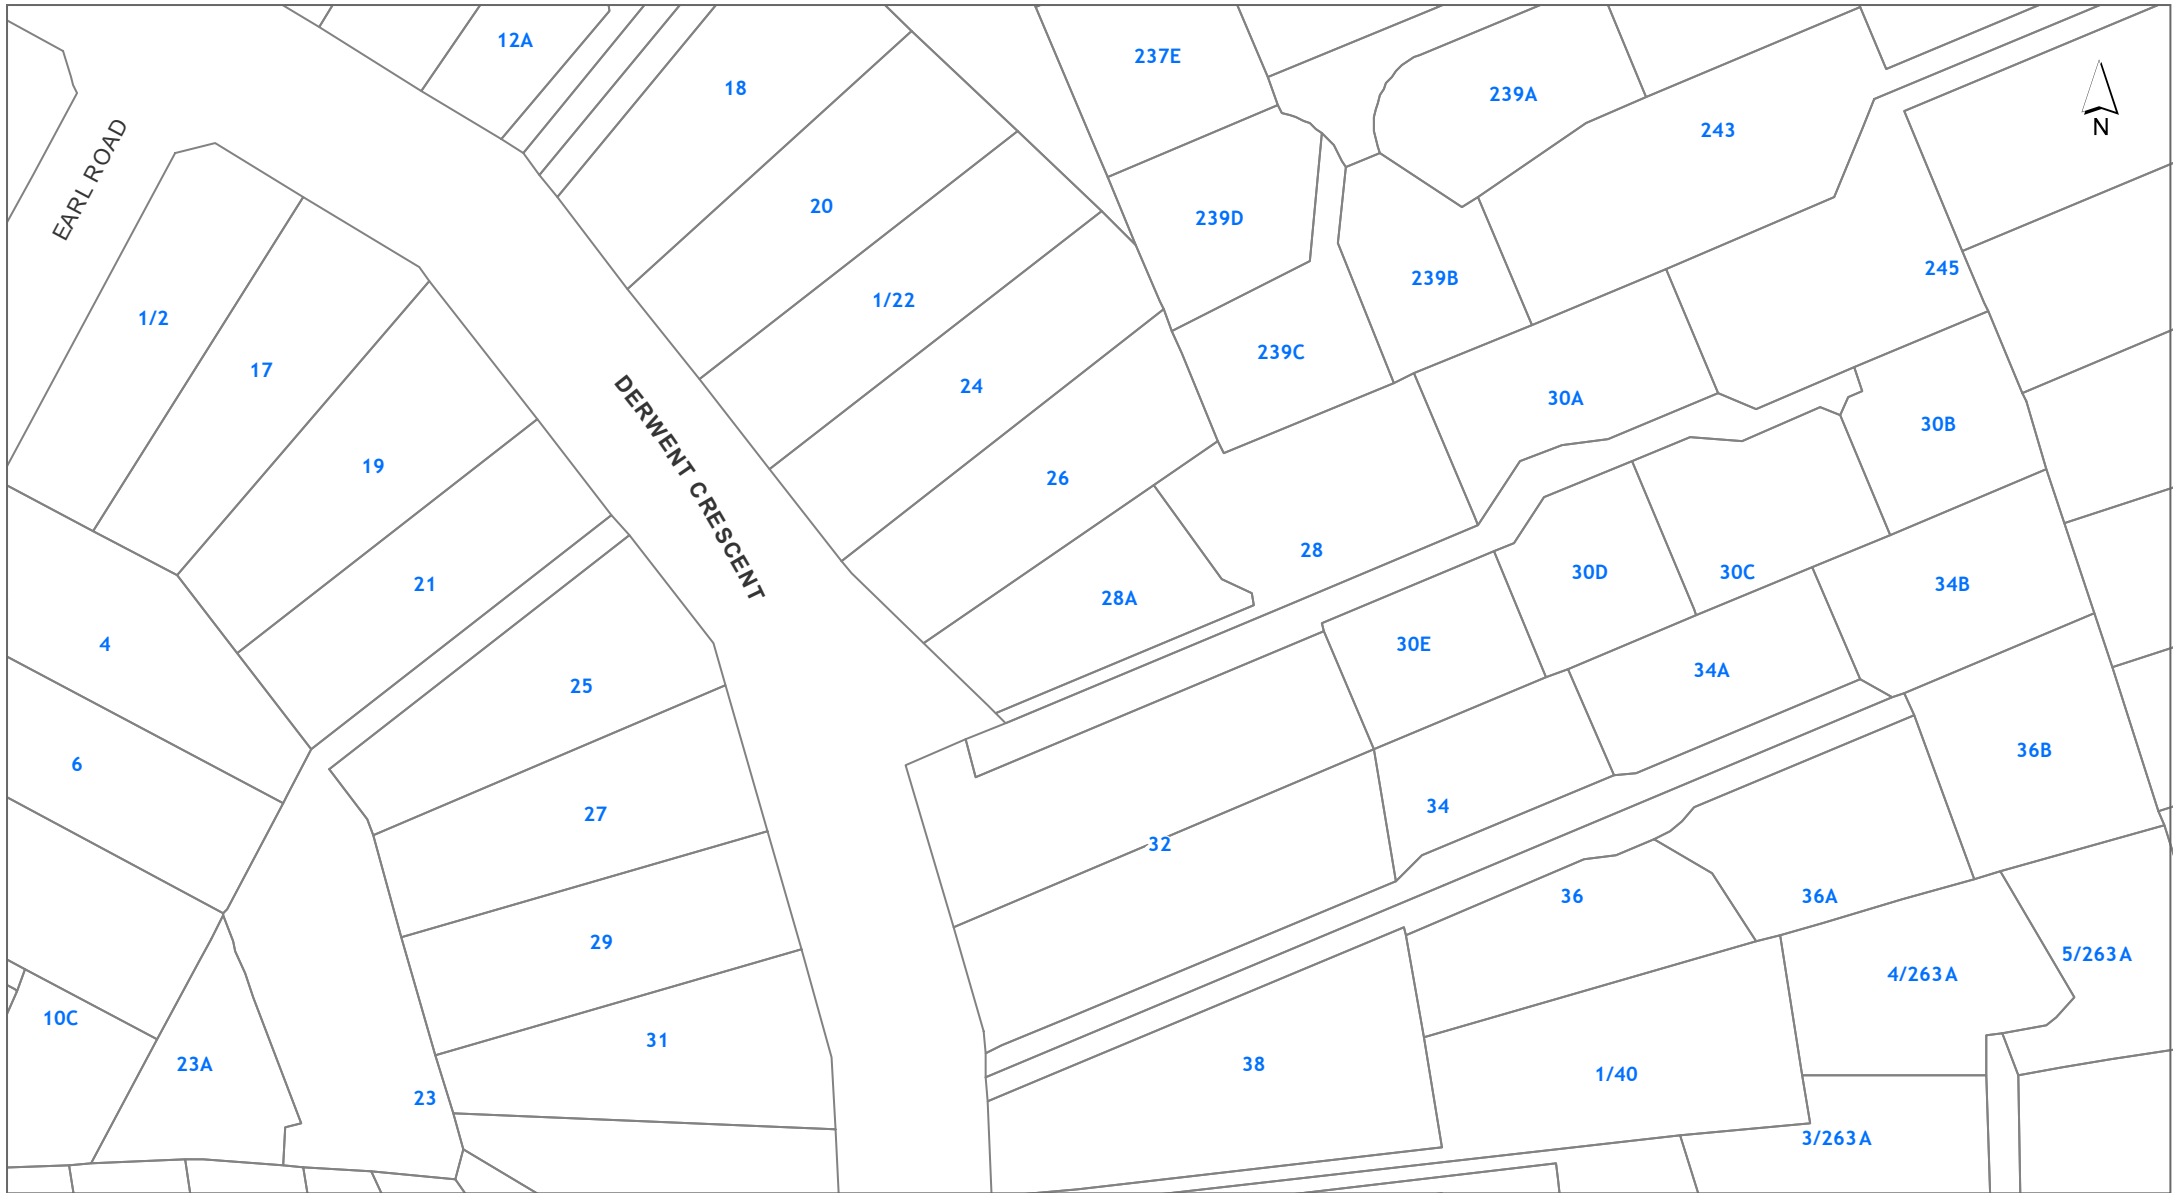 12A
237E
18
239A
N
243
EARL ROAD
20
239D
245
239B
1/22
1/2
239C
17
24
30A
30B
19
26
DERWENT CRESCENT
28
30D
30C
21
34B
28A
4
30E
34A
25
36B
6
34
27
32
36
36A
29
5/263A
4/263A
10C
31
23A
38
1/40
23
3/263A